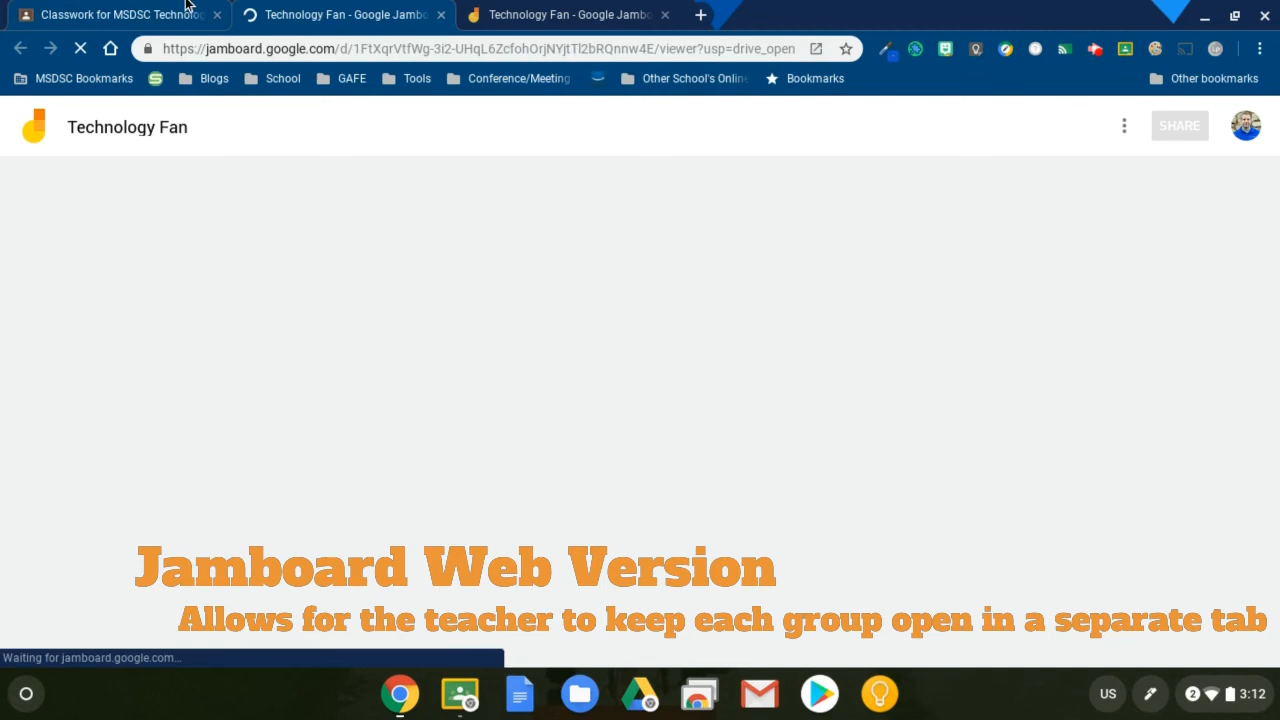 Classwork for MSDSC Technolog
Technology Fan - Google Jambo
Technology Fan - Google Jambo
https://jamboard.google.com/d/1FtXqrVtfWg-3i2-UHqL6ZcfohOrjNYjtTl2bRQnnw4E/viewer?usp=drive_open
MSDSC Bookmarks
Blogs
School
GAFE
Tools
Conference/Meeting
Other School's Onlin
Bookmarks
Other bookmarks
Technology Fan
SHARE
Jamboard Web Version
Allows for the teacher to keep each group open in a separate tab
Waiting for jamboard.google.com...
US
2
3:12